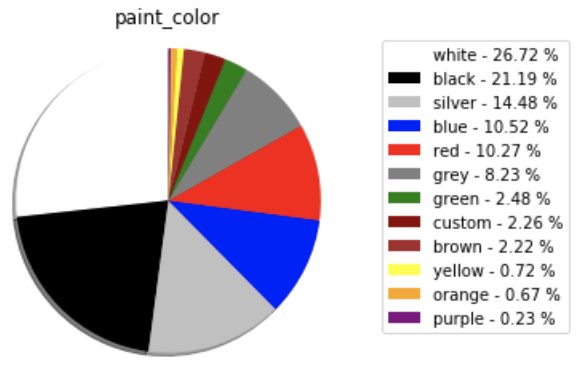 paint_color
white - 26.72 %
black - 21.19 %
silver - 14.48 %
blue - 10.52 %
red - 10.27 %
grey - 8.23 %
green - 2.48 %
custom - 2.26 %
brown - 2.22 %
yellow - 0.72 %
orange - 0.67 %
purple - 0.23 %